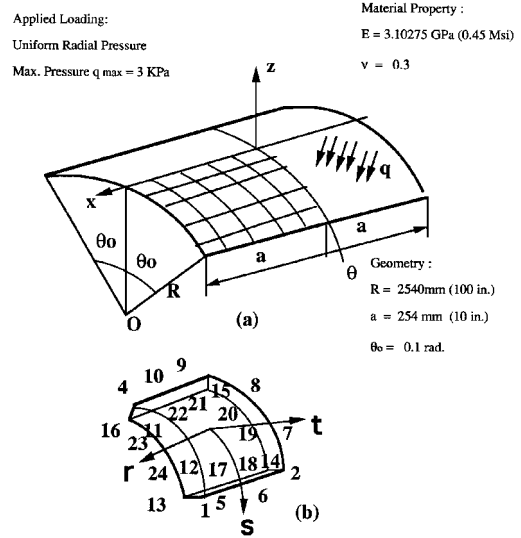 Applied Loading:
Uniform Radial Pressure
Max. Pressure q max = 3 KPa
Material Property :
E = 3.10275 GPa (0.45 Msi)
ν = 0.3
z
x
q
θo
θo
R
O
a
a
θ
(a)
Geometry :
R = 2540mm (100 in.)
a = 254 mm (10 in.)
θo = 0.1 rad.
9
10
4
8
15
21
22
20
16
11
19
7
t
23
r
24
12
17
18
14
2
13
1
5
6
s
(b)